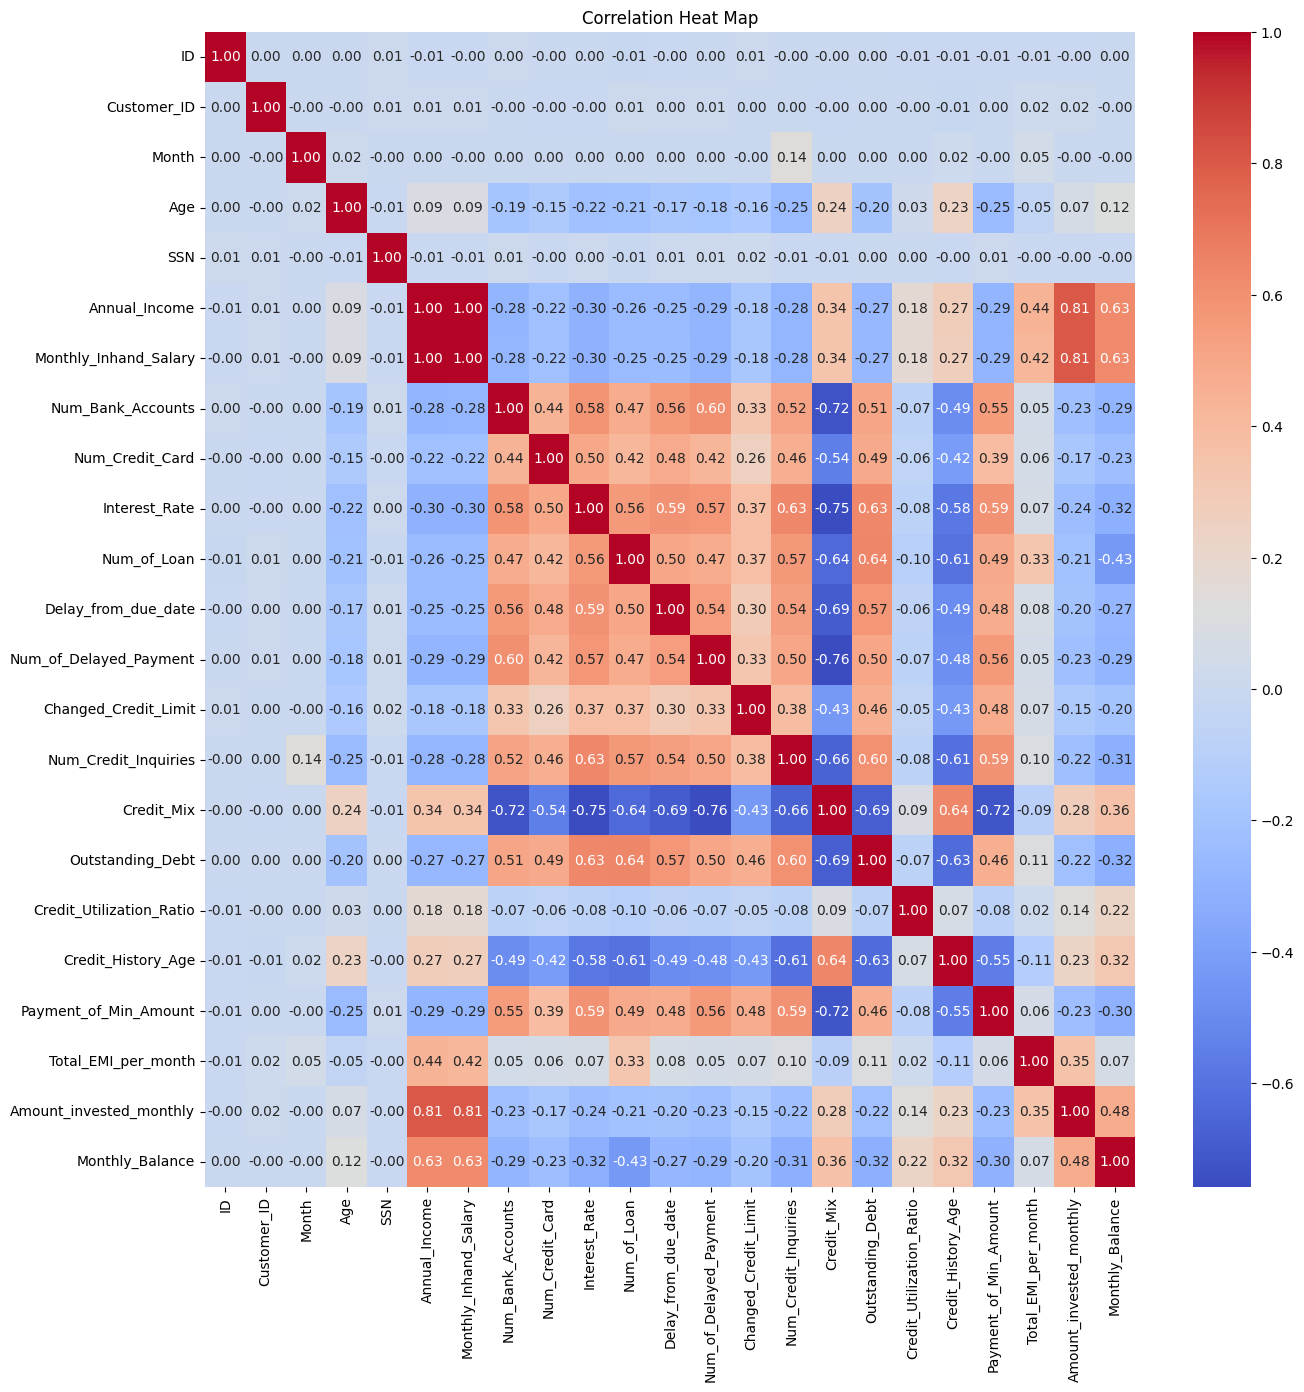 Correlation Heat Map
ID 1.00 0.00 0.00 0.00 0.01 -0.01 -0.00 0.00 0.00 0.00 -0.01 -0.00 0.00 0.01 -0.00 -0.00 0.00 -0.01 -0.01 -0.01 -0.01 -0.00 0.00
Customer_ID 0.00 1.00 -0.00 -0.00 0.01 0.01 0.01 -0.00 -0.00 -0.00 0.01 0.00 0.01 0.00 0.00 -0.00 0.00 -0.00 -0.01 0.00 0.02 0.02 -0.00
Month 0.00 -0.00 1.00 0.02 -0.00 0.00 -0.00 0.00 0.00 0.00 0.00 0.00 0.00 -0.00 0.14 0.00 0.00 0.00 0.02 -0.00 0.05 -0.00 -0.00
Age 0.00 -0.00 0.02 1.00 -0.01 0.09 0.09 -0.19 -0.15 -0.22 -0.21 -0.17 -0.18 -0.16 -0.25 0.24 -0.20 0.03 0.23 -0.25 -0.05 0.07 0.12
SSN 0.01 0.01 -0.00 -0.01 1.00 -0.01 -0.01 0.01 -0.00 0.00 -0.01 0.01 0.01 0.02 -0.01 -0.01 0.00 -0.00 -0.00 0.01 -0.00 -0.00 -0.00
Annual_Income -0.01 0.01 0.00 0.09 -0.01 1.00 1.00 -0.28 -0.22 -0.30 -0.26 -0.25 -0.29 -0.18 -0.28 0.34 -0.27 0.18 0.27 -0.29 0.44 0.81 0.63
Monthly_Inhand_Salary -0.00 0.01 -0.00 0.09 -0.01 1.00 1.00 -0.28 -0.22 -0.30 -0.25 -0.25 -0.29 -0.18 -0.28 0.34 -0.27 0.18 0.27 -0.29 0.42 0.81 0.63
Num_Bank_Accounts 0.00 -0.00 0.00 -0.19 0.01 -0.28 -0.28 1.00 0.44 0.58 0.47 0.56 0.60 0.33 0.52 -0.72 0.51 -0.07 -0.49 0.55 0.05 -0.23 -0.29
Num_Credit_Card 0.00 -0.00 0.00 -0.15 -0.00 -0.22 -0.22 0.44 1.00 0.50 0.42 0.48 0.42 0.26 0.46 -0.54 0.49 -0.06 -0.42 0.39 0.06 -0.17 -0.23
Interest_Rate 0.00 -0.00 0.00 -0.22 0.00 -0.30 -0.30 0.58 0.50 1.00 0.56 0.59 0.57 0.37 0.63 -0.75 0.63 -0.08 -0.58 0.59 0.07 -0.24 -0.32
Num_of_Loan -0.01 0.01 0.00 -0.21 -0.01 -0.26 -0.25 0.47 0.42 0.56 1.00 0.50 0.47 0.37 0.57 -0.64 0.64 -0.10 -0.61 0.49 0.33 -0.21 -0.43
Delay_from_due_date -0.00 0.00 0.00 -0.17 0.01 -0.25 -0.25 0.56 0.48 0.59 0.50 1.00 0.54 0.30 0.54 -0.69 0.57 -0.06 -0.49 0.48 0.08 -0.20 -0.27
Num_of_Delayed_Payment 0.00 0.01 0.00 -0.18 0.01 -0.29 -0.29 0.60 0.42 0.57 0.47 0.54 1.00 0.33 0.50 -0.76 0.50 -0.07 -0.48 0.56 0.05 -0.23 -0.29
Changed_Credit_Limit 0.01 0.00 -0.00 -0.16 0.02 -0.18 -0.18 0.33 0.26 0.37 0.37 0.30 0.33 1.00 0.38 -0.43 0.46 -0.05 -0.43 0.48 0.07 -0.15 -0.20
Num_Credit_Inquiries -0.00 0.00 0.14 -0.25 -0.01 -0.28 -0.28 0.52 0.46 0.63 0.57 0.54 0.50 0.38 1.00 -0.66 0.60 -0.08 -0.61 0.59 0.10 -0.22 -0.31
Credit_Mix -0.00 -0.00 0.00 0.24 -0.01 0.34 0.34 -0.72 -0.54 -0.75 -0.64 -0.69 -0.76 -0.43 -0.66 1.00 -0.69 0.09 0.64 -0.72 -0.09 0.28 0.36
Outstanding_Debt 0.00 0.00 0.00 -0.20 0.00 -0.27 -0.27 0.51 0.49 0.63 0.64 0.57 0.50 0.46 0.60 -0.69 1.00 -0.07 -0.63 0.46 0.11 -0.22 -0.32
Credit_Utilization_Ratio -0.01 -0.00 0.00 0.03 -0.00 0.18 0.18 -0.07 -0.06 -0.08 -0.10 -0.06 -0.07 -0.05 -0.08 0.09 -0.07 1.00 0.07 -0.08 0.02 0.14 0.22
Credit_History_Age -0.01 -0.01 0.02 0.23 -0.00 0.27 0.27 -0.49 -0.42 -0.58 -0.61 -0.49 -0.48 -0.43 -0.61 0.64 -0.63 0.07 1.00 -0.55 -0.11 0.23 0.32
Payment_of_Min_Amount -0.01 0.00 -0.00 -0.25 0.01 -0.29 -0.29 0.55 0.39 0.59 0.49 0.48 0.56 0.48 0.59 -0.72 0.46 -0.08 -0.55 1.00 0.06 -0.23 -0.30
Total_EMI_per_month -0.01 0.02 0.05 -0.05 -0.00 0.44 0.42 0.05 0.06 0.07 0.33 0.08 0.05 0.07 0.10 -0.09 0.11 0.02 -0.11 0.06 1.00 0.35 0.07
Amount_invested_monthly -0.00 0.02 -0.00 0.07 -0.00 0.81 0.81 -0.23 -0.17 -0.24 -0.21 -0.20 -0.23 -0.15 -0.22 0.28 -0.22 0.14 0.23 -0.23 0.35 1.00 0.48
Monthly_Balance 0.00 -0.00 -0.00 0.12 -0.00 0.63 0.63 -0.29 -0.23 -0.32 -0.43 -0.27 -0.29 -0.20 -0.31 0.36 -0.32 0.22 0.32 -0.30 0.07 0.48 1.00
ID
Customer_ID
Month
Age
SSN
Annual_Income
Monthly_Inhand_Salary
Num_Bank_Accounts
Num_Credit_Card
Interest_Rate
Num_of_Loan
Delay_from_due_date
Num_of_Delayed_Payment
Changed_Credit_Limit
Num_Credit_Inquiries
Credit_Mix
Outstanding_Debt
Credit_Utilization_Ratio
Credit_History_Age
Payment_of_Min_Amount
Total_EMI_per_month
Amount_invested_monthly
Monthly_Balance
1.0
0.8
0.6
0.4
0.2
0.0
−0.2
−0.4
−0.6